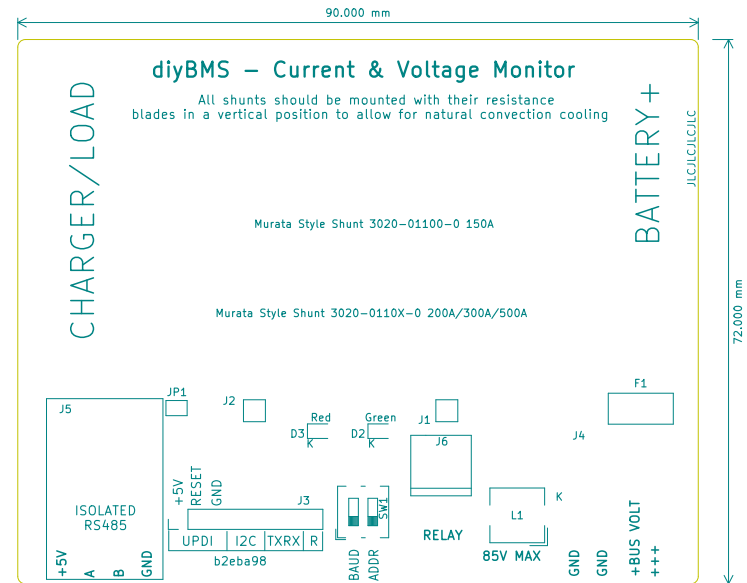 90.000 mm
diyBMS - Current & Voltage Monitor
All shunts should be mounted with their resistance
blades in a vertical position to allow for natural convection cooling
CHARGER/LOAD
BATTERY+
JLCJLCJLCJLC
72.000 mm
Murata Style Shunt 3020-01100-0 150A
Murata Style Shunt 3020-0110X-0 200A/300A/500A
F1
JP1
J2
J5
Red
Green
J1
D3
K
D2
K
J6
J4
+5V
RESET
GND
J3
SW1
K
L1
ISOLATED
RS485
RELAY
UPDI
I2C
TXRX
R
b2eba98
85V MAX
+5V
A
B
GND
BAUD
ADDR
GND
GND
+BUS VOLT
+++